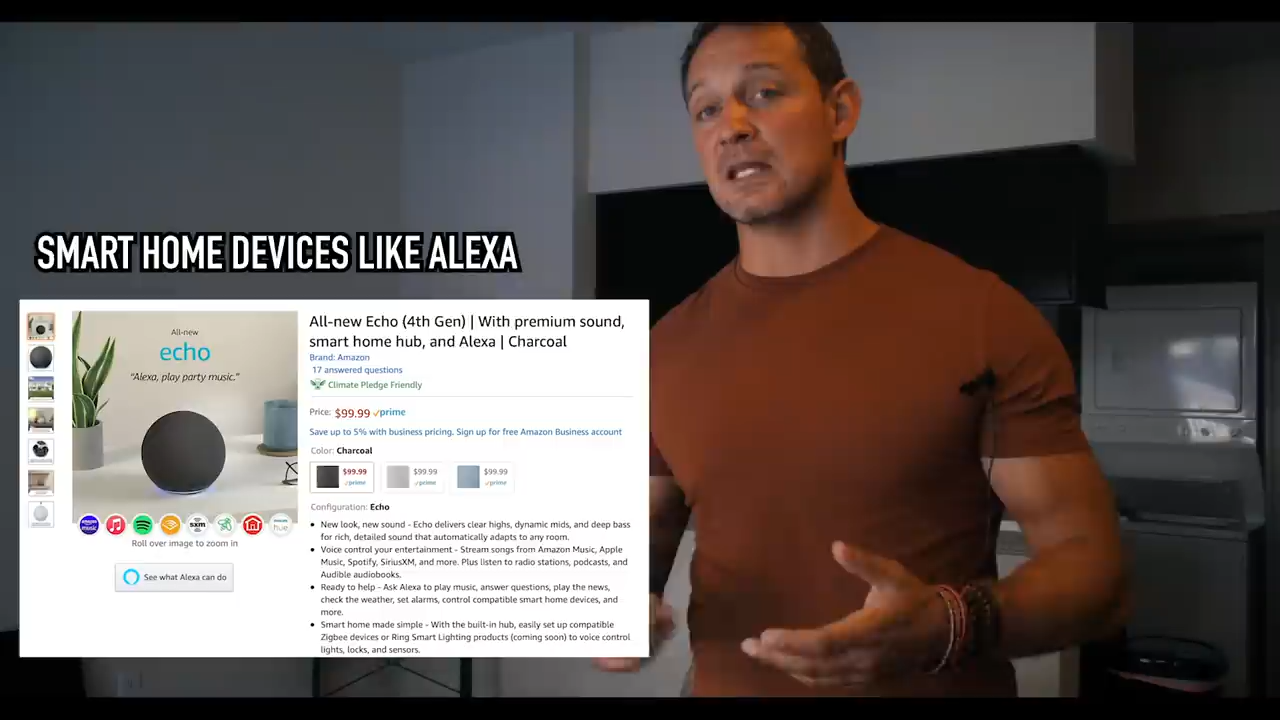 SMART HOME DEVICES LIKE ALEXA
All-new
echo
"Alexa, play party music."
amazon music
sxm
PHILIPS
hue
Roll over image to zoom in
See what Alexa can do
All-new Echo (4th Gen) | With premium sound,
smart home hub, and Alexa | Charcoal
Brand: Amazon
17 answered questions
Climate Pledge Friendly
Price: $99.99 prime
Save up to 5% with business pricing. Sign up for free Amazon Business account
Color: Charcoal
$99.99 $99.99 $99.99
prime prime prime
Configuration: Echo
• New look, new sound - Echo delivers clear highs, dynamic mids, and deep bass
for rich, detailed sound that automatically adapts to any room.
• Voice control your entertainment - Stream songs from Amazon Music, Apple
Music, Spotify, SiriusXM, and more. Plus listen to radio stations, podcasts, and
Audible audiobooks.
• Ready to help - Ask Alexa to play music, answer questions, play the news,
check the weather, set alarms, control compatible smart home devices, and
more.
• Smart home made simple - With the built-in hub, easily set up compatible
Zigbee devices or Ring Smart Lighting products (coming soon) to voice control
lights, locks, and sensors.